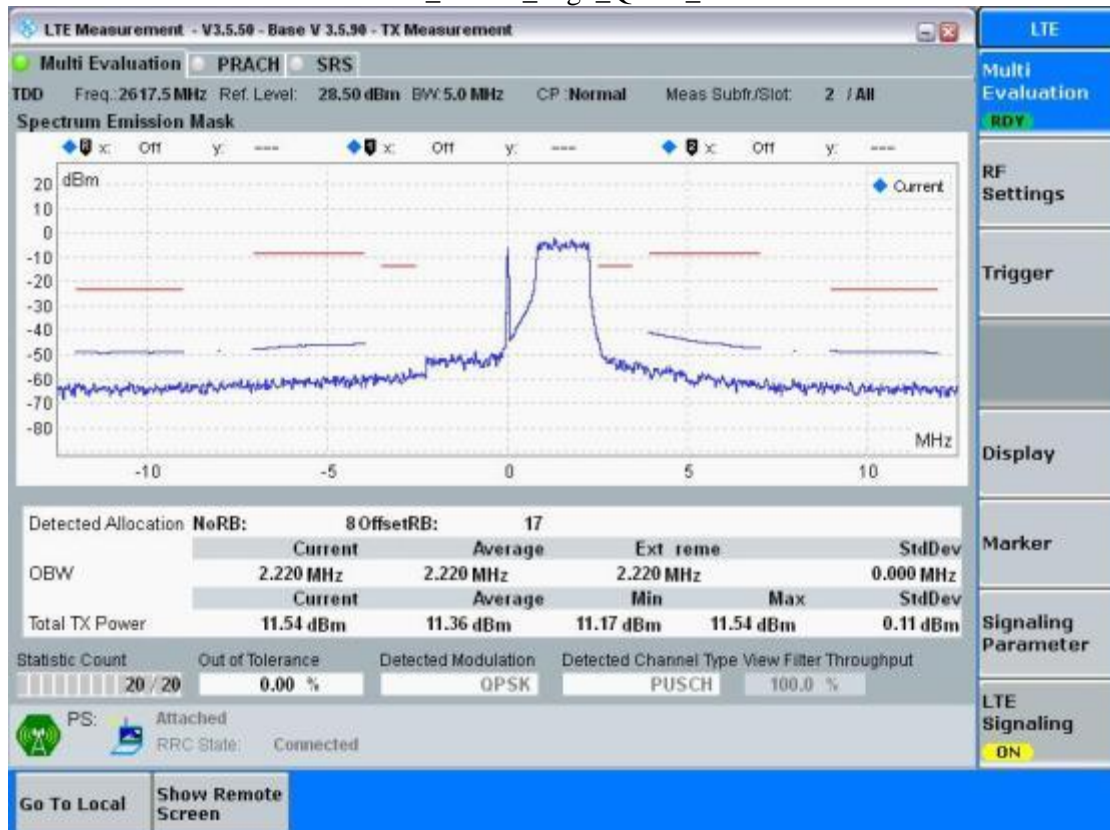 LTE Measurement - V3.5.50 - Base V 3.5.90 - TX Measurement
LTE
Multi Evaluation PRACH SRS
Multi Evaluation
RDY
TDD Freq.:2617.5 MHz Ref. Level: 28.50 dBm BW: 5.0 MHz CP :Normal Meas Subfr/Slot: 2 / All
Spectrum Emission Mask
x: Off y: --- x: Off y: --- x: Off y: ---
dBm
Current
20
10
0
-10
-20
-30
-40
-50
-60
-70
-80
MHz
-10 -5 0 5 10
RF Settings
Trigger
Display
Marker
Signaling Parameter
LTE Signaling
ON
Detected Allocation NoRB: 8 OffsetRB: 17
Current Average Ext reme StdDev
OBW 2.220 MHz 2.220 MHz 2.220 MHz 0.000 MHz
Current Average Min Max StdDev
Total TX Power 11.54 dBm 11.36 dBm 11.17 dBm 11.54 dBm 0.11 dBm
Statistic Count Out of Tolerance Detected Modulation Detected Channel Type View Filter Throughput
20 / 20 0.00 % QPSK PUSCH 100.0 %
PS: Attached
RRC State: Connected
Go To Local
Show Remote Screen